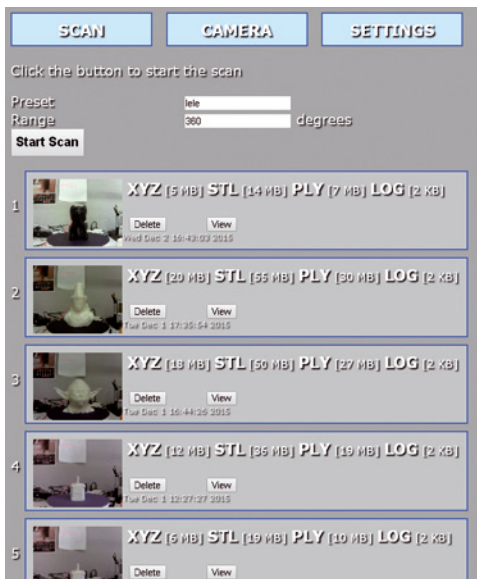 SCAN CAMERA SETTINGS
Click the button to start the scan
Preset lele
Range 360 degrees
Start Scan
1
XYZ [5 MB] STL [14 MB] PLY [7 MB] LOG [2 KB]
Delete View
Wed Dec 2 16:43:03 2015
2
XYZ [20 MB] STL [55 MB] PLY [30 MB] LOG [2 KB]
Delete View
Tue Dec 1 17:35:54 2015
3
XYZ [18 MB] STL [50 MB] PLY [27 MB] LOG [2 KB]
Delete View
Tue Dec 1 16:44:26 2015
4
XYZ [12 MB] STL [35 MB] PLY [19 MB] LOG [2 KB]
Delete View
Tue Dec 1 12:27:27 2015
5
XYZ [6 MB] STL [19 MB] PLY [10 MB] LOG [2 KB]
Delete View